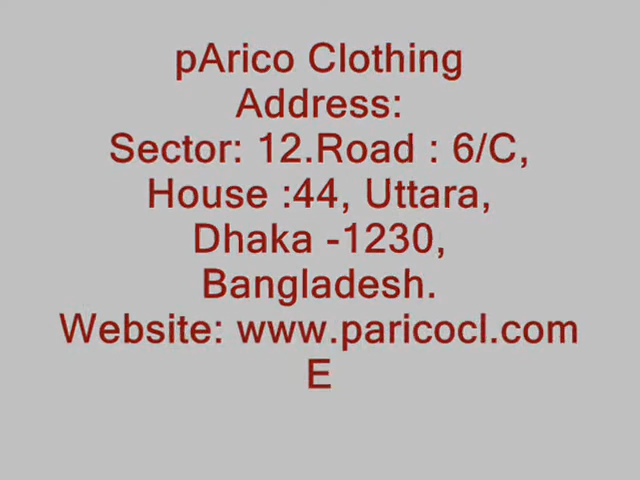 pArico Clothing
Address:
Sector: 12.Road : 6/C,
House :44, Uttara,
Dhaka -1230,
Bangladesh.
Website: www.paricocl.com
E